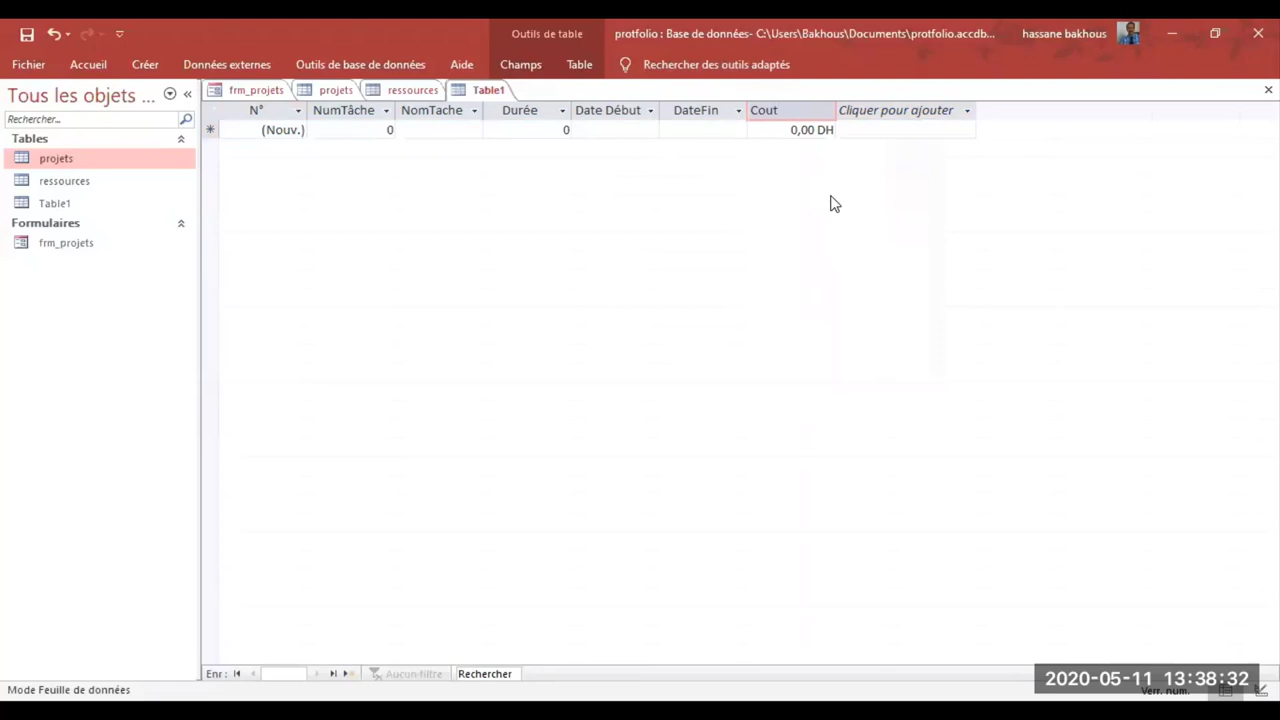 Outils de table
protfolio : Base de données- C:\Users\Bakhous\Documents\protfolio.accdb...
hassane bakhous
Fichier
Accueil
Créer
Données externes
Outils de base de données
Aide
Champs
Table
Rechercher des outils adaptés
Tous les objets ...
frm_projets
projets
ressources
Table1
Rechercher...
N°
NumTâche
NomTache
Durée
Date Début
DateFin
Cout
Cliquer pour ajouter
(Nouv.)
0
0
0,00 DH
Tables
projets
ressources
Table1
Formulaires
frm_projets
Enr :
Aucun filtre
Rechercher
Mode Feuille de données
Verr. num.
2020-05-11 13:38:32